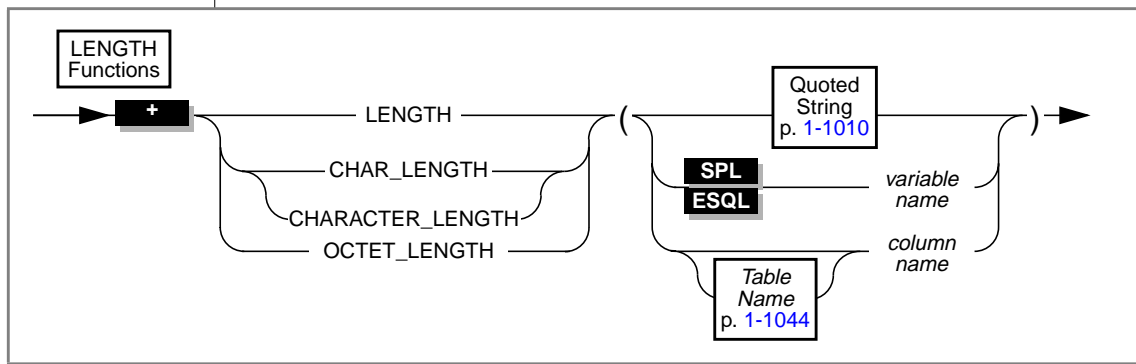 LENGTH
Functions
+
LENGTH
CHAR_LENGTH
CHARACTER_LENGTH
OCTET_LENGTH
(
Quoted
String
p. 1-1010
SPL
ESQL
variable
name
column
name
Table
Name
p. 1-1044
)